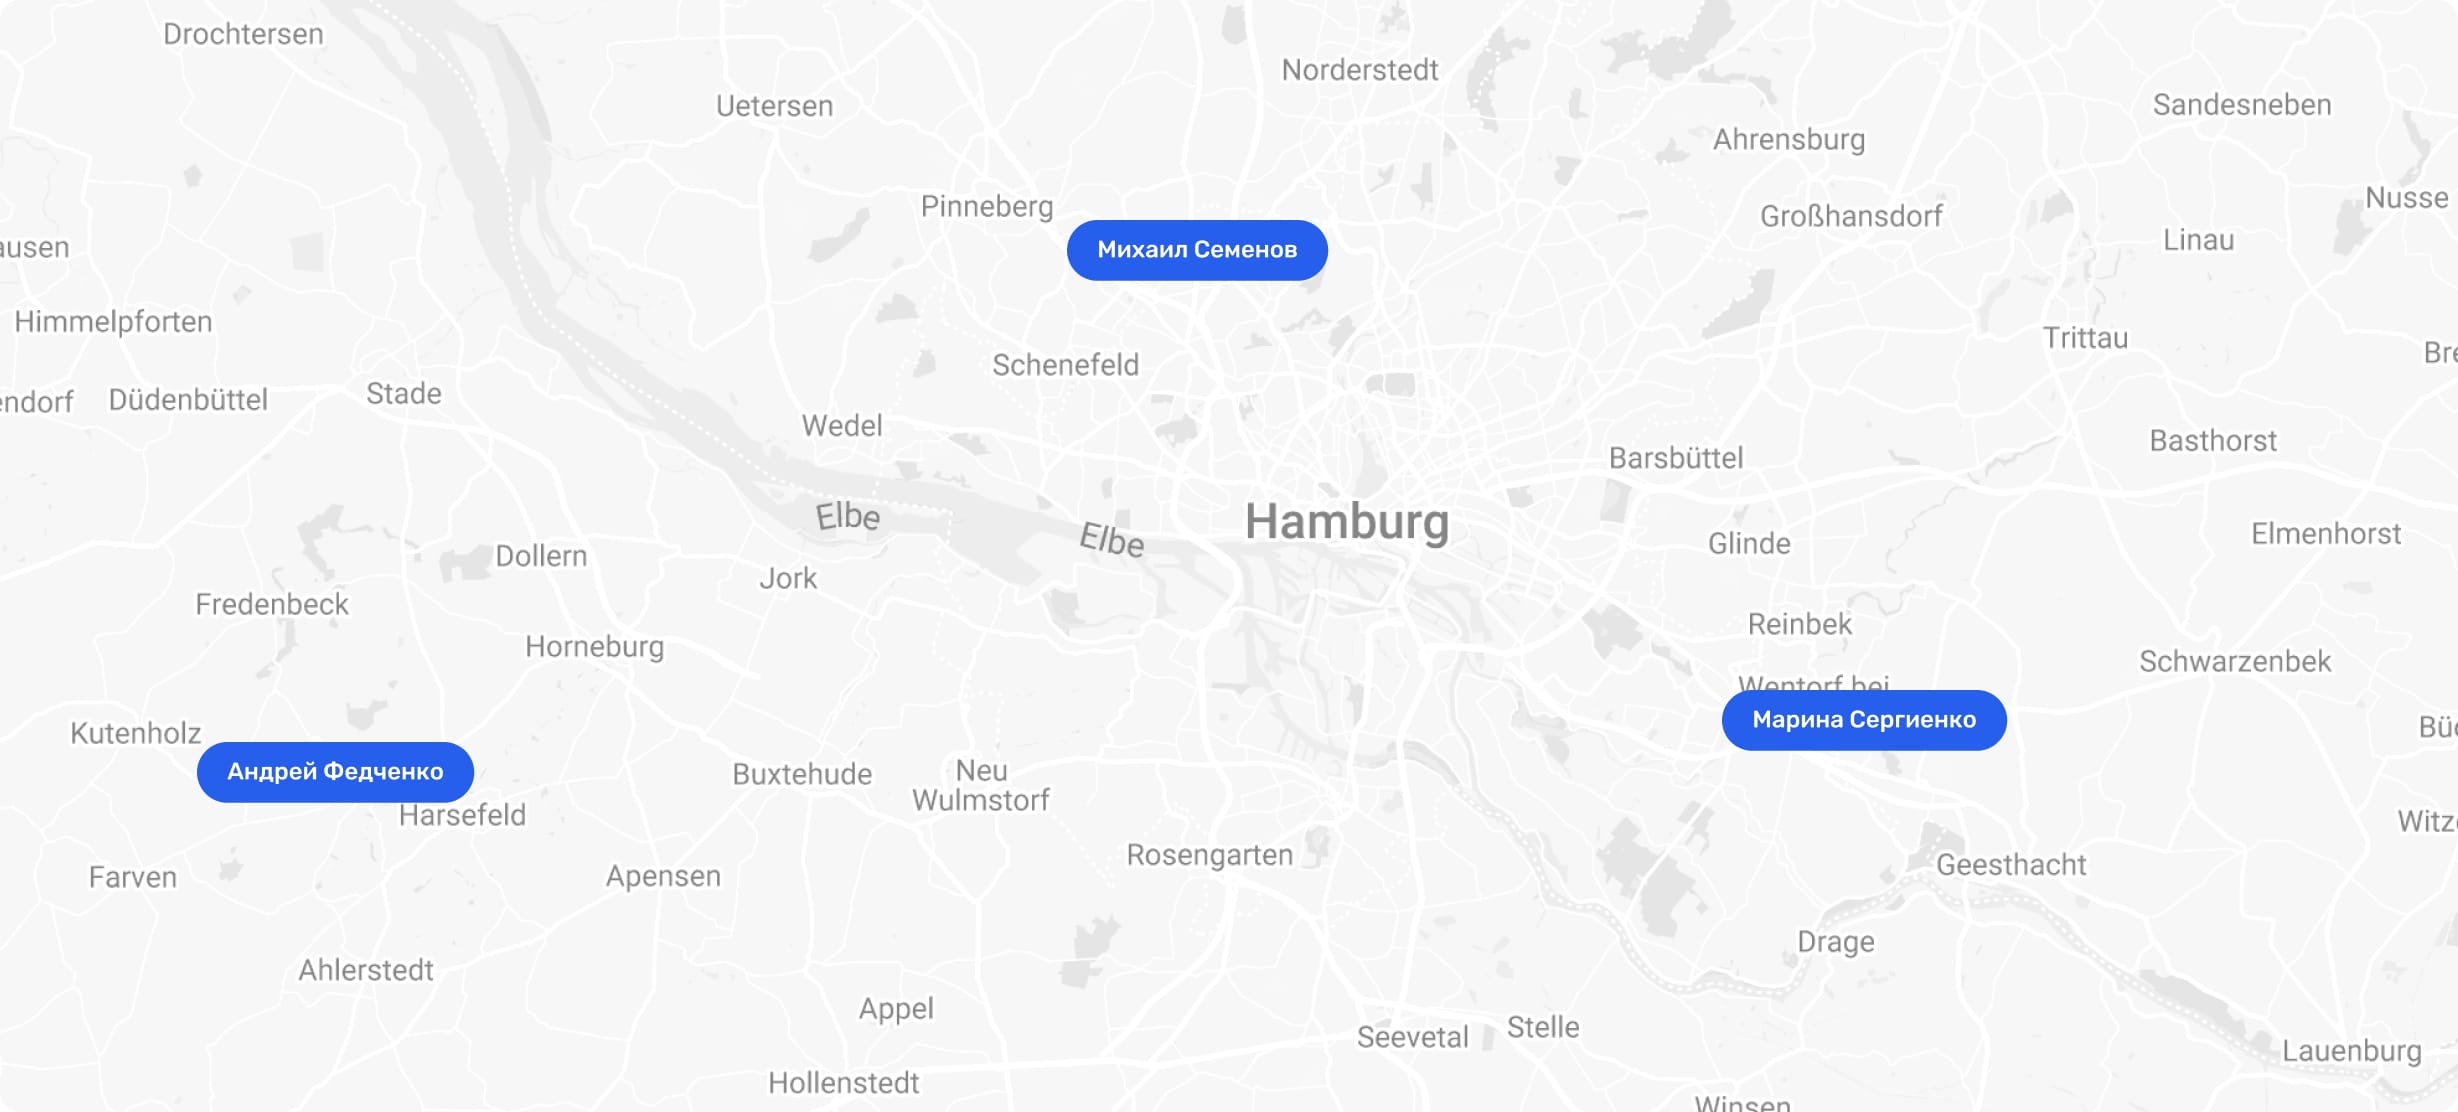 Drochtersen
Norderstedt
Uetersen
Sandesneben
Ahrensburg
Pinneberg
Nusse
Großhansdorf
Linau
ausen
Михаил Семенов
Himmelpforten
Trittau
Bre
Schenefeld
Stade
Düdenbüttel
endorf
Wedel
Basthorst
Barsbüttel
Elbe
Hamburg
Elmenhorst
Elbe
Glinde
Dollern
Jork
Fredenbeck
Reinbek
Horneburg
Schwarzenbek
Wentorf bei
Марина Сергиенко
Büc
Kutenholz
Андрей Федченко
Buxtehude
Neu
Wulmstorf
Harsefeld
Witze
Rosengarten
Geesthacht
Farven
Apensen
Drage
Ahlerstedt
Appel
Stelle
Seevetal
Lauenburg
Hollenstedt
Winsen